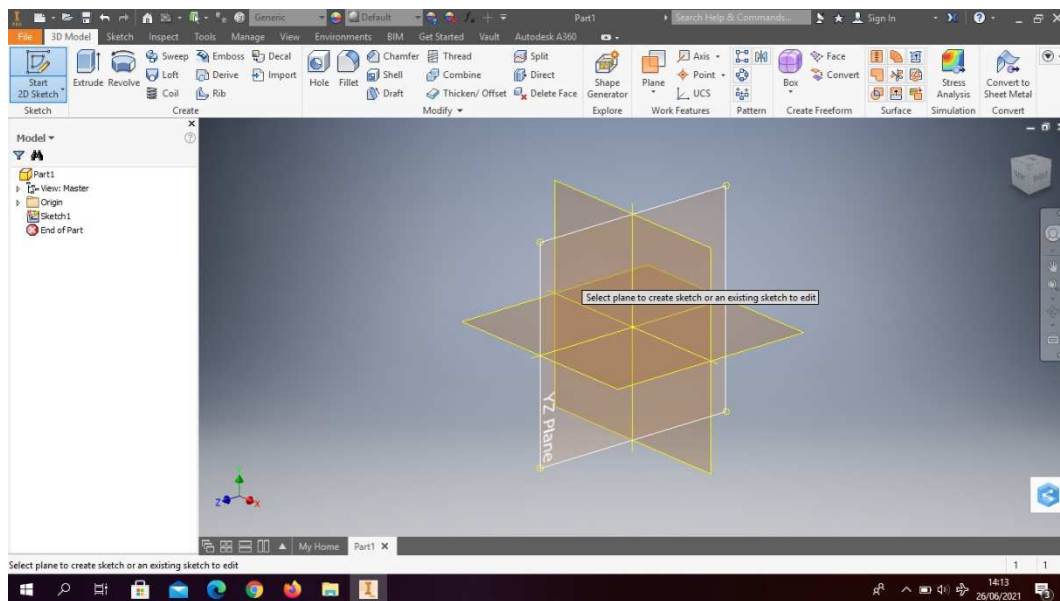 Generic
Default
Part1
Search Help & Commands...
Sign In
File 3D Model Sketch Inspect Tools Manage View Environments BIM Get Started Vault Autodesk A360
Start
2D Sketch
Extrude Revolve
Sweep Emboss Decal
Loft Derive Import
Coil Rib
Hole Fillet
Chamfer Thread
Shell Combine
Draft Thicken/ Offset
Split
Direct
Delete Face
Shape
Generator
Plane
Axis
Point
UCS
Box
Face
Convert
Stress
Analysis
Convert to
Sheet Metal
Sketch Create Modify Explore Work Features Pattern Create Freeform Surface Simulation Convert
Model
Part1
View: Master
Origin
Sketch1
End of Part
Select plane to create sketch or an existing sketch to edit
YZ Plane
Y
Z X
My Home Part1
Select plane to create sketch or an existing sketch to edit
1 1
14:13
26/06/2021